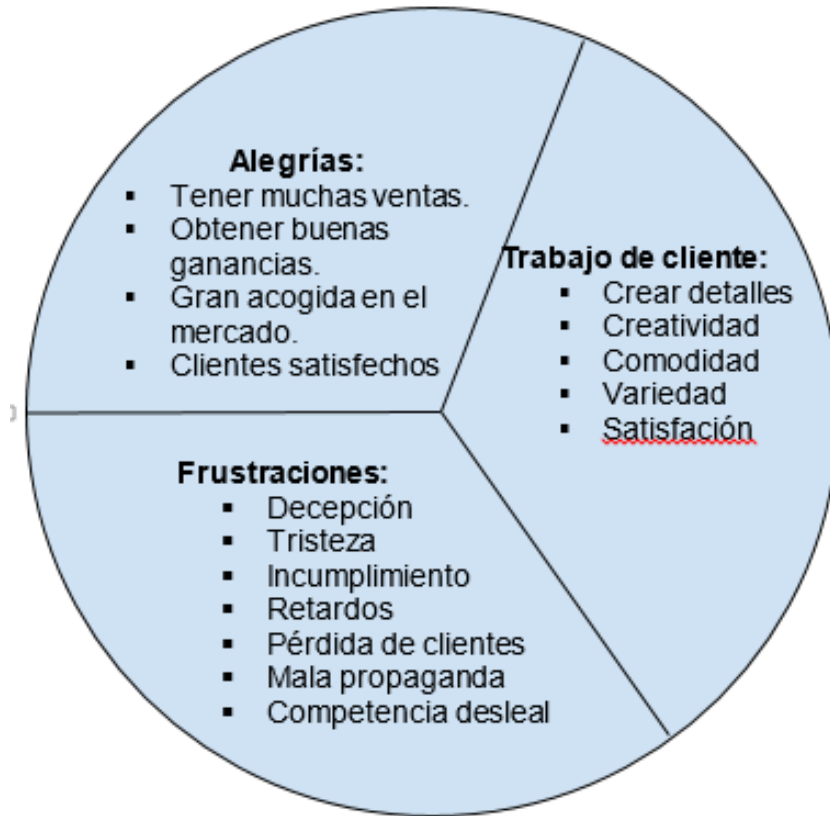 Alegrías:
▪ Tener muchas ventas.
▪ Obtener buenas
ganancias.
▪ Gran acogida en el
mercado.
▪ Clientes satisfechos
Trabajo de cliente:
▪ Crear detalles
▪ Creatividad
▪ Comodidad
▪ Variedad
▪ Satisfación
Frustraciones:
▪ Decepción
▪ Tristeza
▪ Incumplimiento
▪ Retardos
▪ Pérdida de clientes
▪ Mala propaganda
▪ Competencia desleal